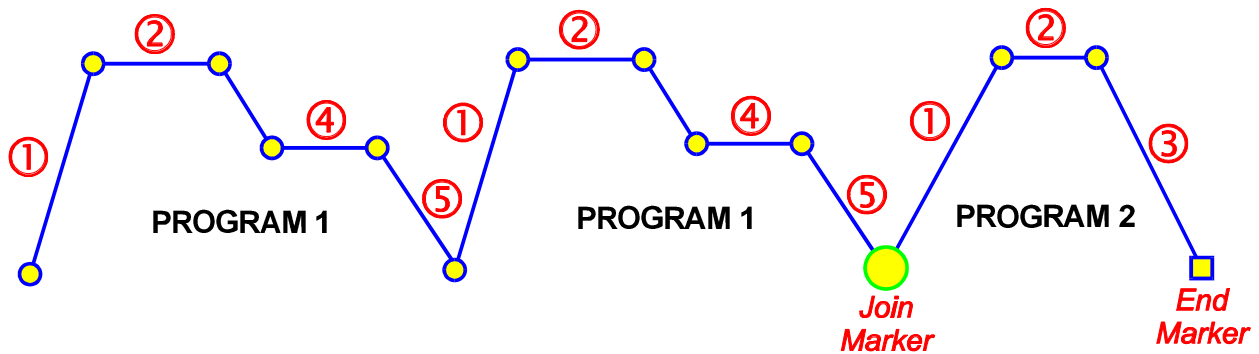 ① ② ④ ⑤
PROGRAM 1
① ② ④ ⑤
PROGRAM 1
① ② ③
PROGRAM 2
Join
Marker
End
Marker